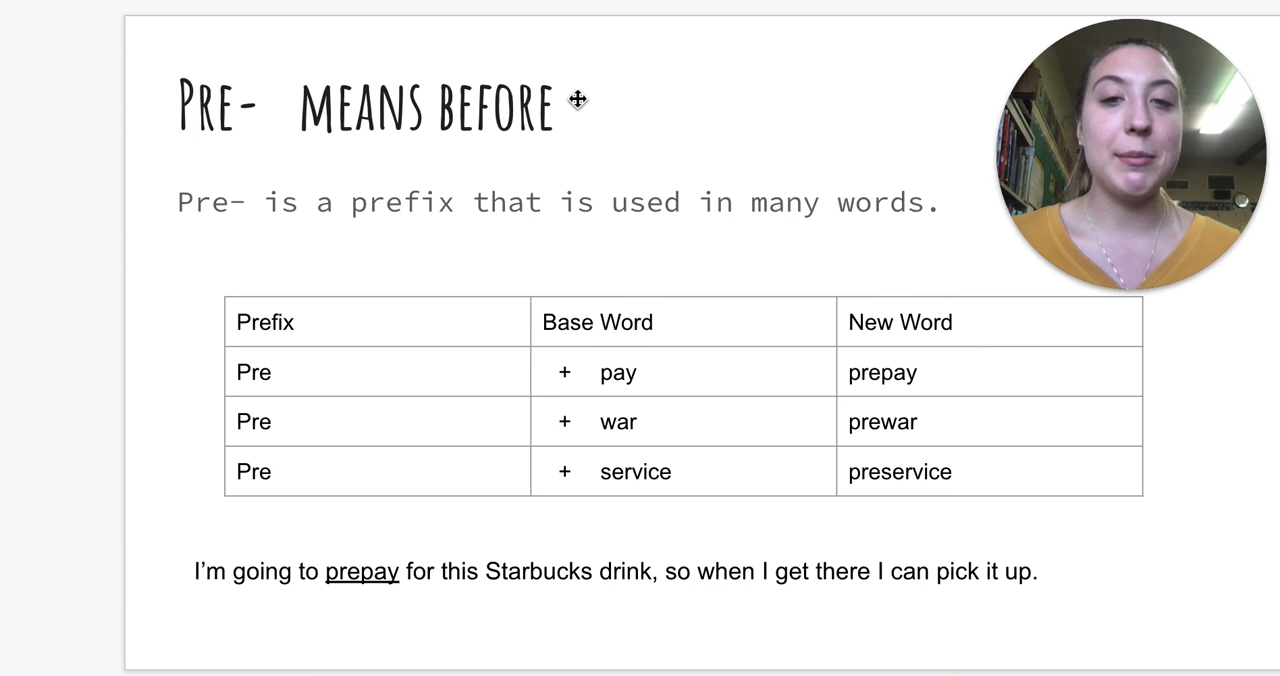 PRE- MEANS BEFORE
Pre- is a prefix that is used in many words.
Prefix Base Word New Word
Pre + pay prepay
Pre + war prewar
Pre + service preservice
I’m going to prepay for this Starbucks drink, so when I get there I can pick it up.